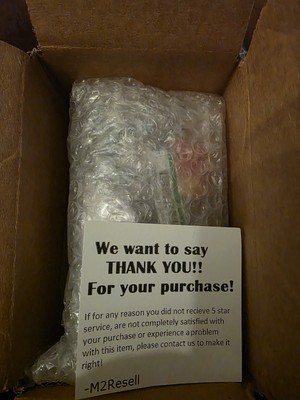 We want to say
THANK YOU!!
For your purchase!
If for any reason you did not recieve 5 star
service, are not completely satisfied with
your purchase or experience a problem
with this item, please contact us to make it
right!
-M2Resell